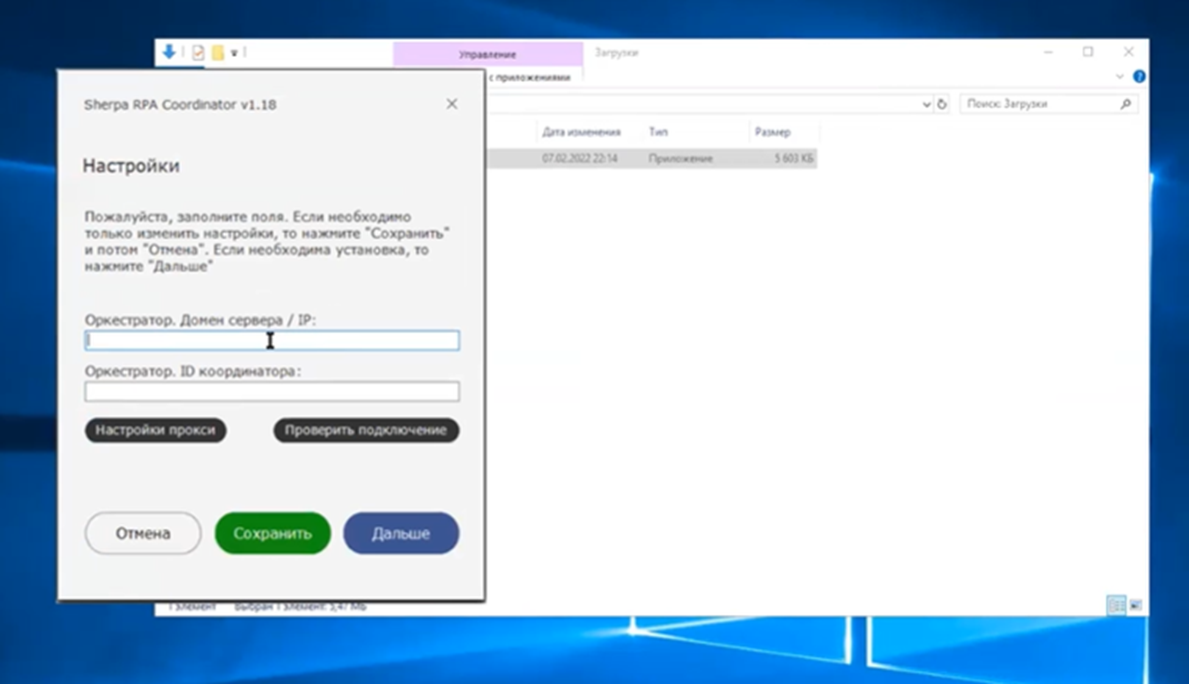 Управление
Загрузки
с приложениями
Поиск: Загрузки
Дата изменения
Тип
Размер
07.02.2022 22:14
Приложение
5 603 КБ
Sherpa RPA Coordinator v1.18
Настройки
Пожалуйста, заполните поля. Если необходимо
только изменить настройки, то нажмите "Сохранить"
и потом "Отмена". Если необходима установка, то
нажмите "Дальше"
Оркестратор. Домен сервера / IP:
Оркестратор. ID координатора:
Настройки прокси
Проверить подключение
Отмена
Сохранить
Дальше
1 элемент
Выбран 1 элемент: 5,47 МБ